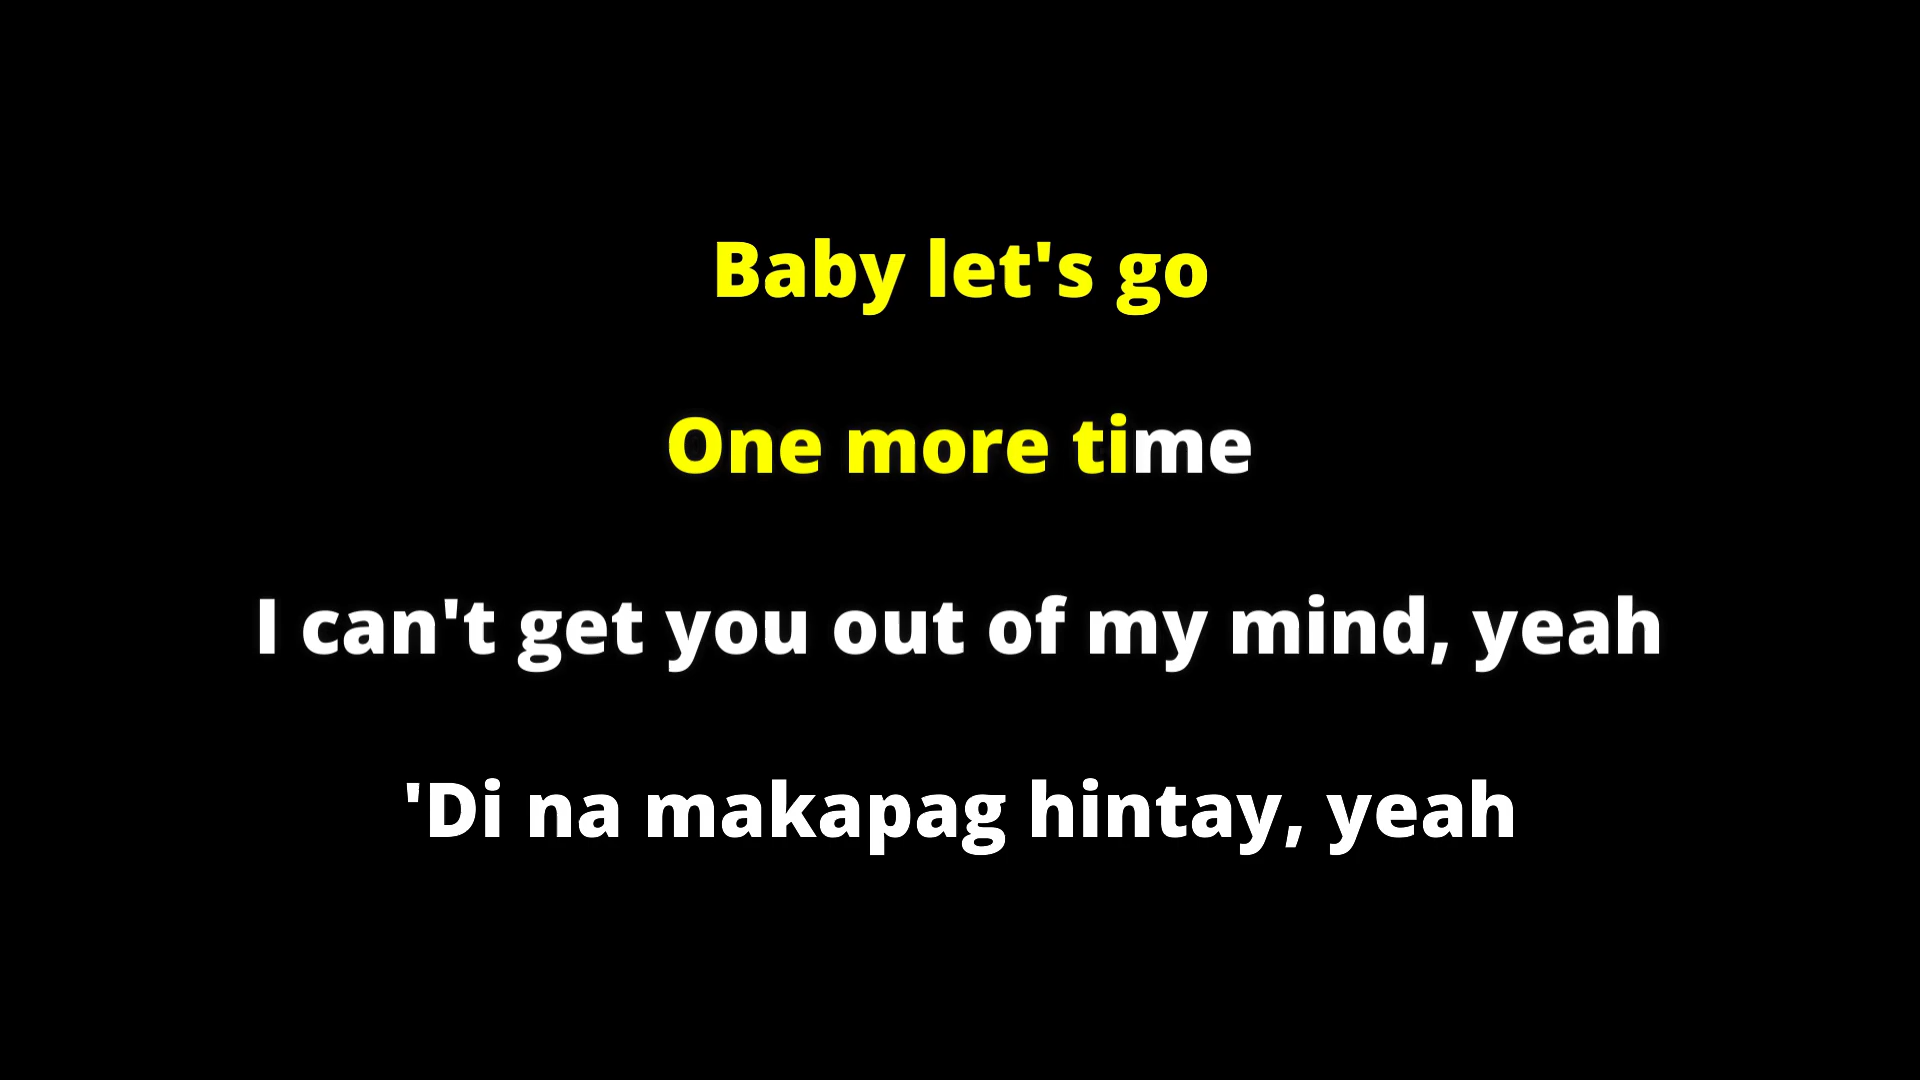 Baby let's go
One more time
I can't get you out of my mind, yeah
'Di na makapag hintay, yeah